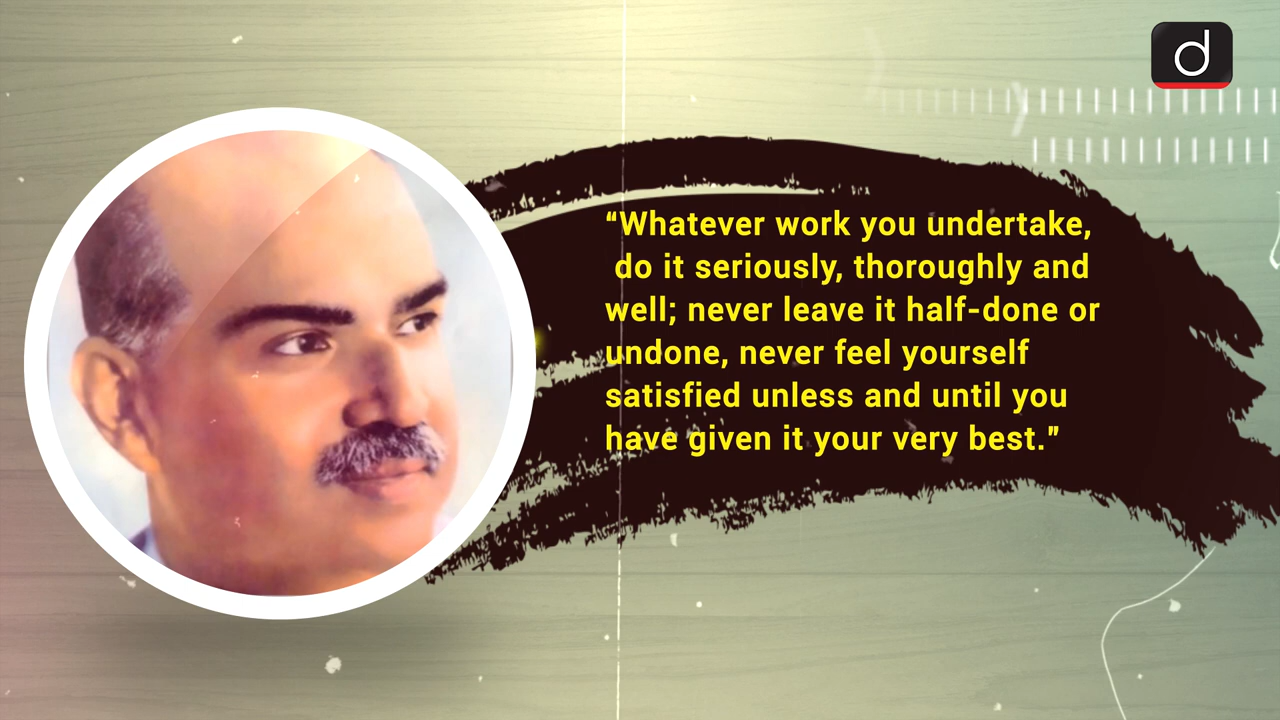 d
“Whatever work you undertake,
do it seriously, thoroughly and
well; never leave it half-done or
undone, never feel yourself
satisfied unless and until you
have given it your very best.”